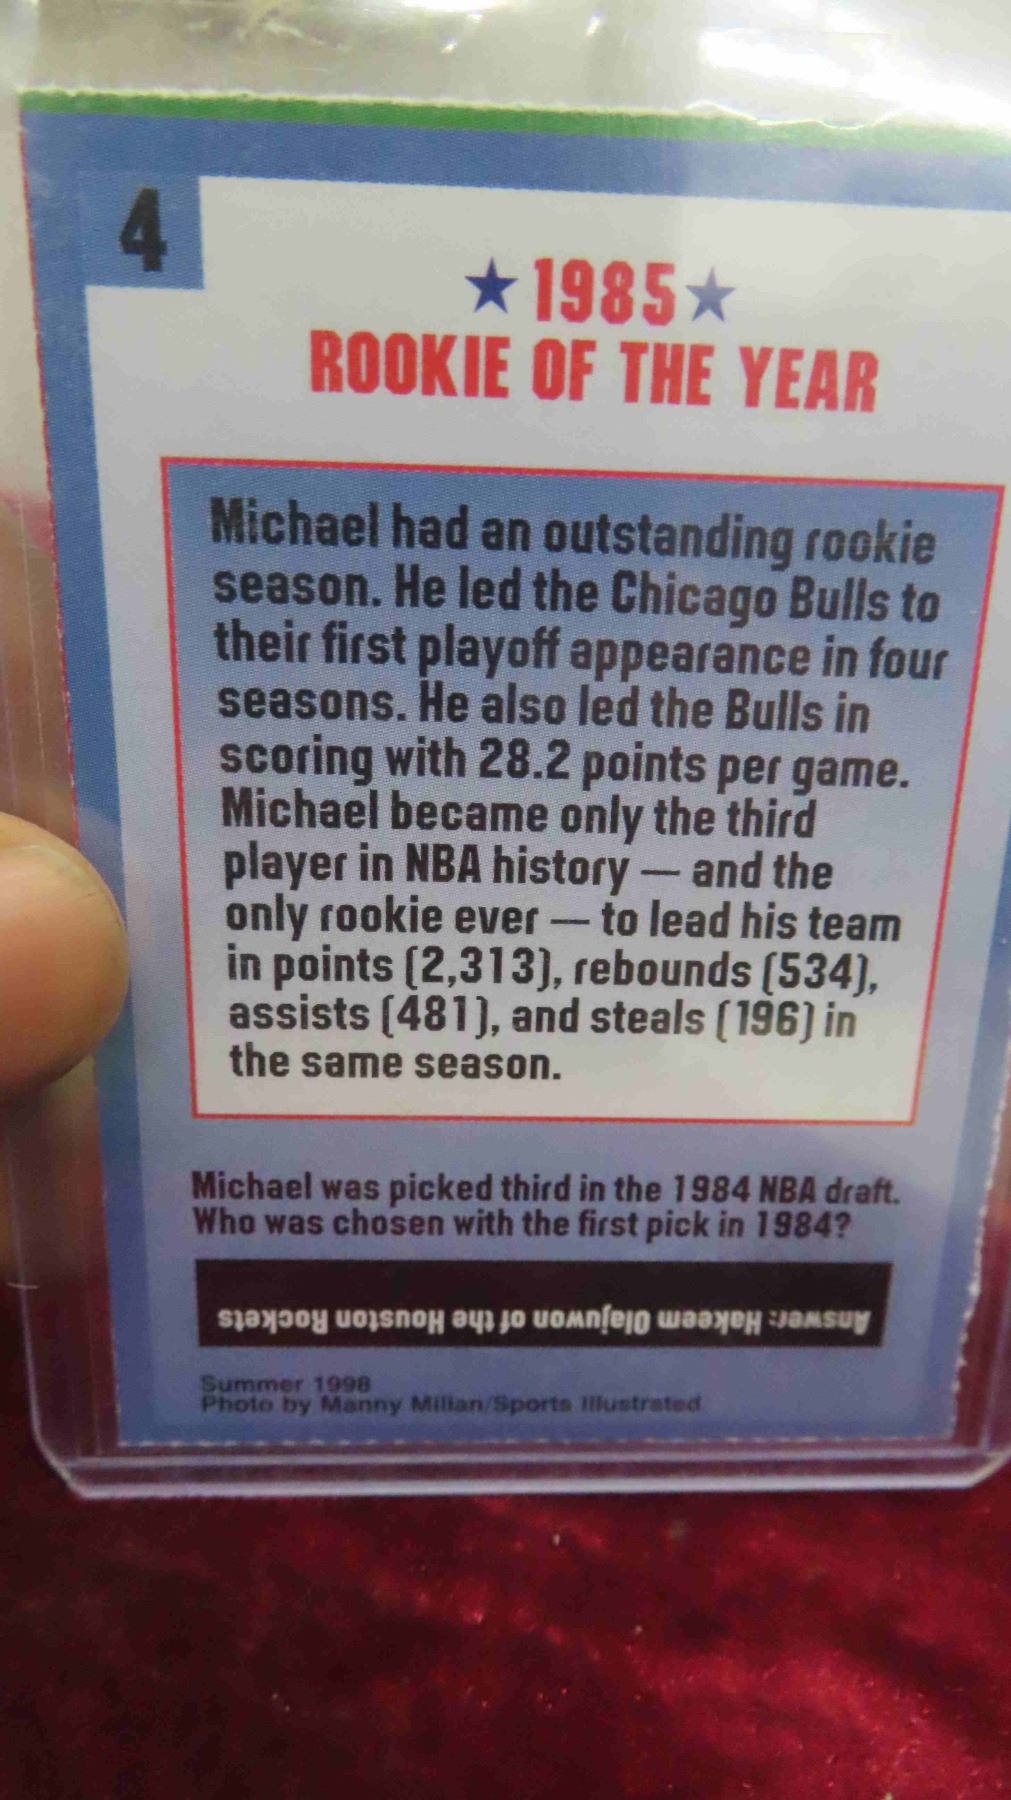 4
★ 1985 ★
ROOKIE OF THE YEAR
Michael had an outstanding rookie
season. He led the Chicago Bulls to
their first playoff appearance in four
seasons. He also led the Bulls in
scoring with 28.2 points per game.
Michael became only the third
player in NBA history — and the
only rookie ever — to lead his team
in points (2,313), rebounds (534),
assists (481), and steals (196) in
the same season.
Michael was picked third in the 1984 NBA draft.
Who was chosen with the first pick in 1984?
Answer: Hakeem Olajuwon of the Houston Rockets
Summer 1998
Photo by Manny Millan/Sports Illustrated